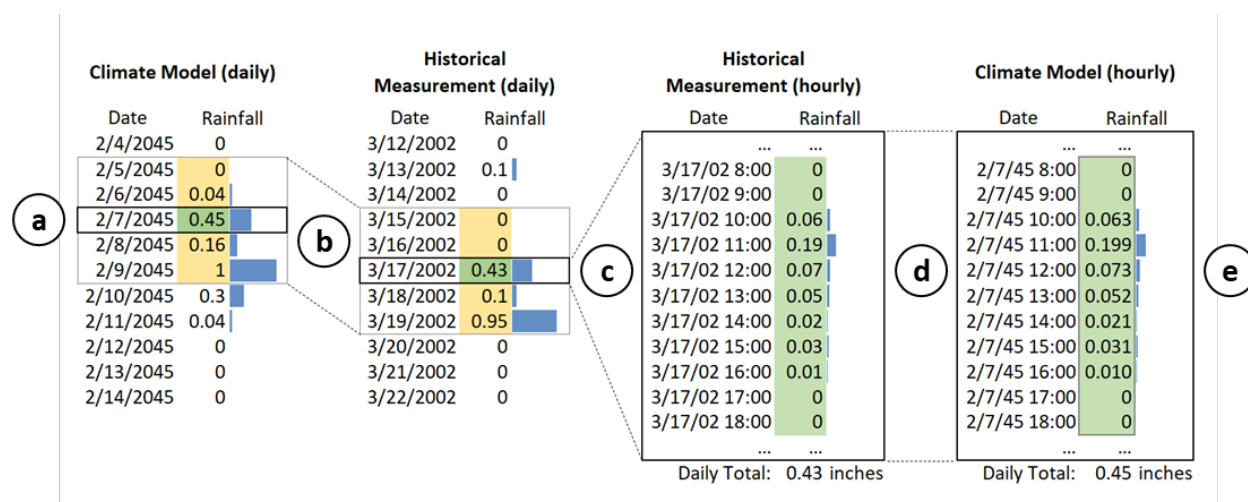 Climate Model (daily)
Date Rainfall
2/4/2045 0
2/5/2045 0
2/6/2045 0.04
2/7/2045 0.45
2/8/2045 0.16
2/9/2045 1
2/10/2045 0.3
2/11/2045 0.04
2/12/2045 0
2/13/2045 0
2/14/2045 0
a
b
Historical
Measurement (daily)
Date Rainfall
3/12/2002 0
3/13/2002 0.1
3/14/2002 0
3/15/2002 0
3/16/2002 0
3/17/2002 0.43
3/18/2002 0.1
3/19/2002 0.95
3/20/2002 0
3/21/2002 0
3/22/2002 0
c
Historical
Measurement (hourly)
Date Rainfall
... ...
3/17/02 8:00 0
3/17/02 9:00 0
3/17/02 10:00 0.06
3/17/02 11:00 0.19
3/17/02 12:00 0.07
3/17/02 13:00 0.05
3/17/02 14:00 0.02
3/17/02 15:00 0.03
3/17/02 16:00 0.01
3/17/02 17:00 0
3/17/02 18:00 0
... ...
Daily Total: 0.43 inches
d
Climate Model (hourly)
Date Rainfall
... ...
2/7/45 8:00 0
2/7/45 9:00 0
2/7/45 10:00 0.063
2/7/45 11:00 0.199
2/7/45 12:00 0.073
2/7/45 13:00 0.052
2/7/45 14:00 0.021
2/7/45 15:00 0.031
2/7/45 16:00 0.010
2/7/45 17:00 0
2/7/45 18:00 0
... ...
Daily Total: 0.45 inches
e